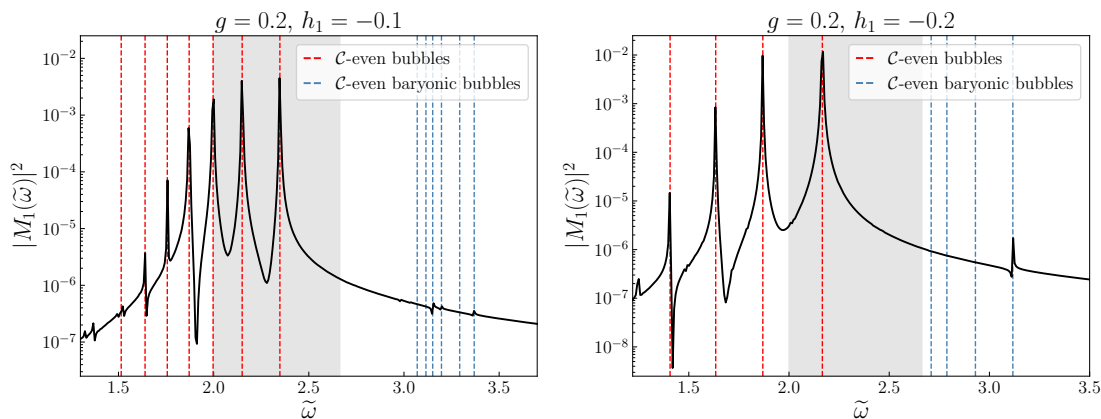 g = 0.2, h₁ = −0.1
10⁻²
10⁻³
10⁻⁴
10⁻⁵
10⁻⁶
10⁻⁷
|M₁(ω̃)|²
C-even bubbles
C-even baryonic bubbles
1.5 2.0 2.5 3.0 3.5
ω̃
g = 0.2, h₁ = −0.2
10⁻²
10⁻³
10⁻⁴
10⁻⁵
10⁻⁶
10⁻⁷
10⁻⁸
|M₁(ω̃)|²
C-even bubbles
C-even baryonic bubbles
1.5 2.0 2.5 3.0 3.5
ω̃